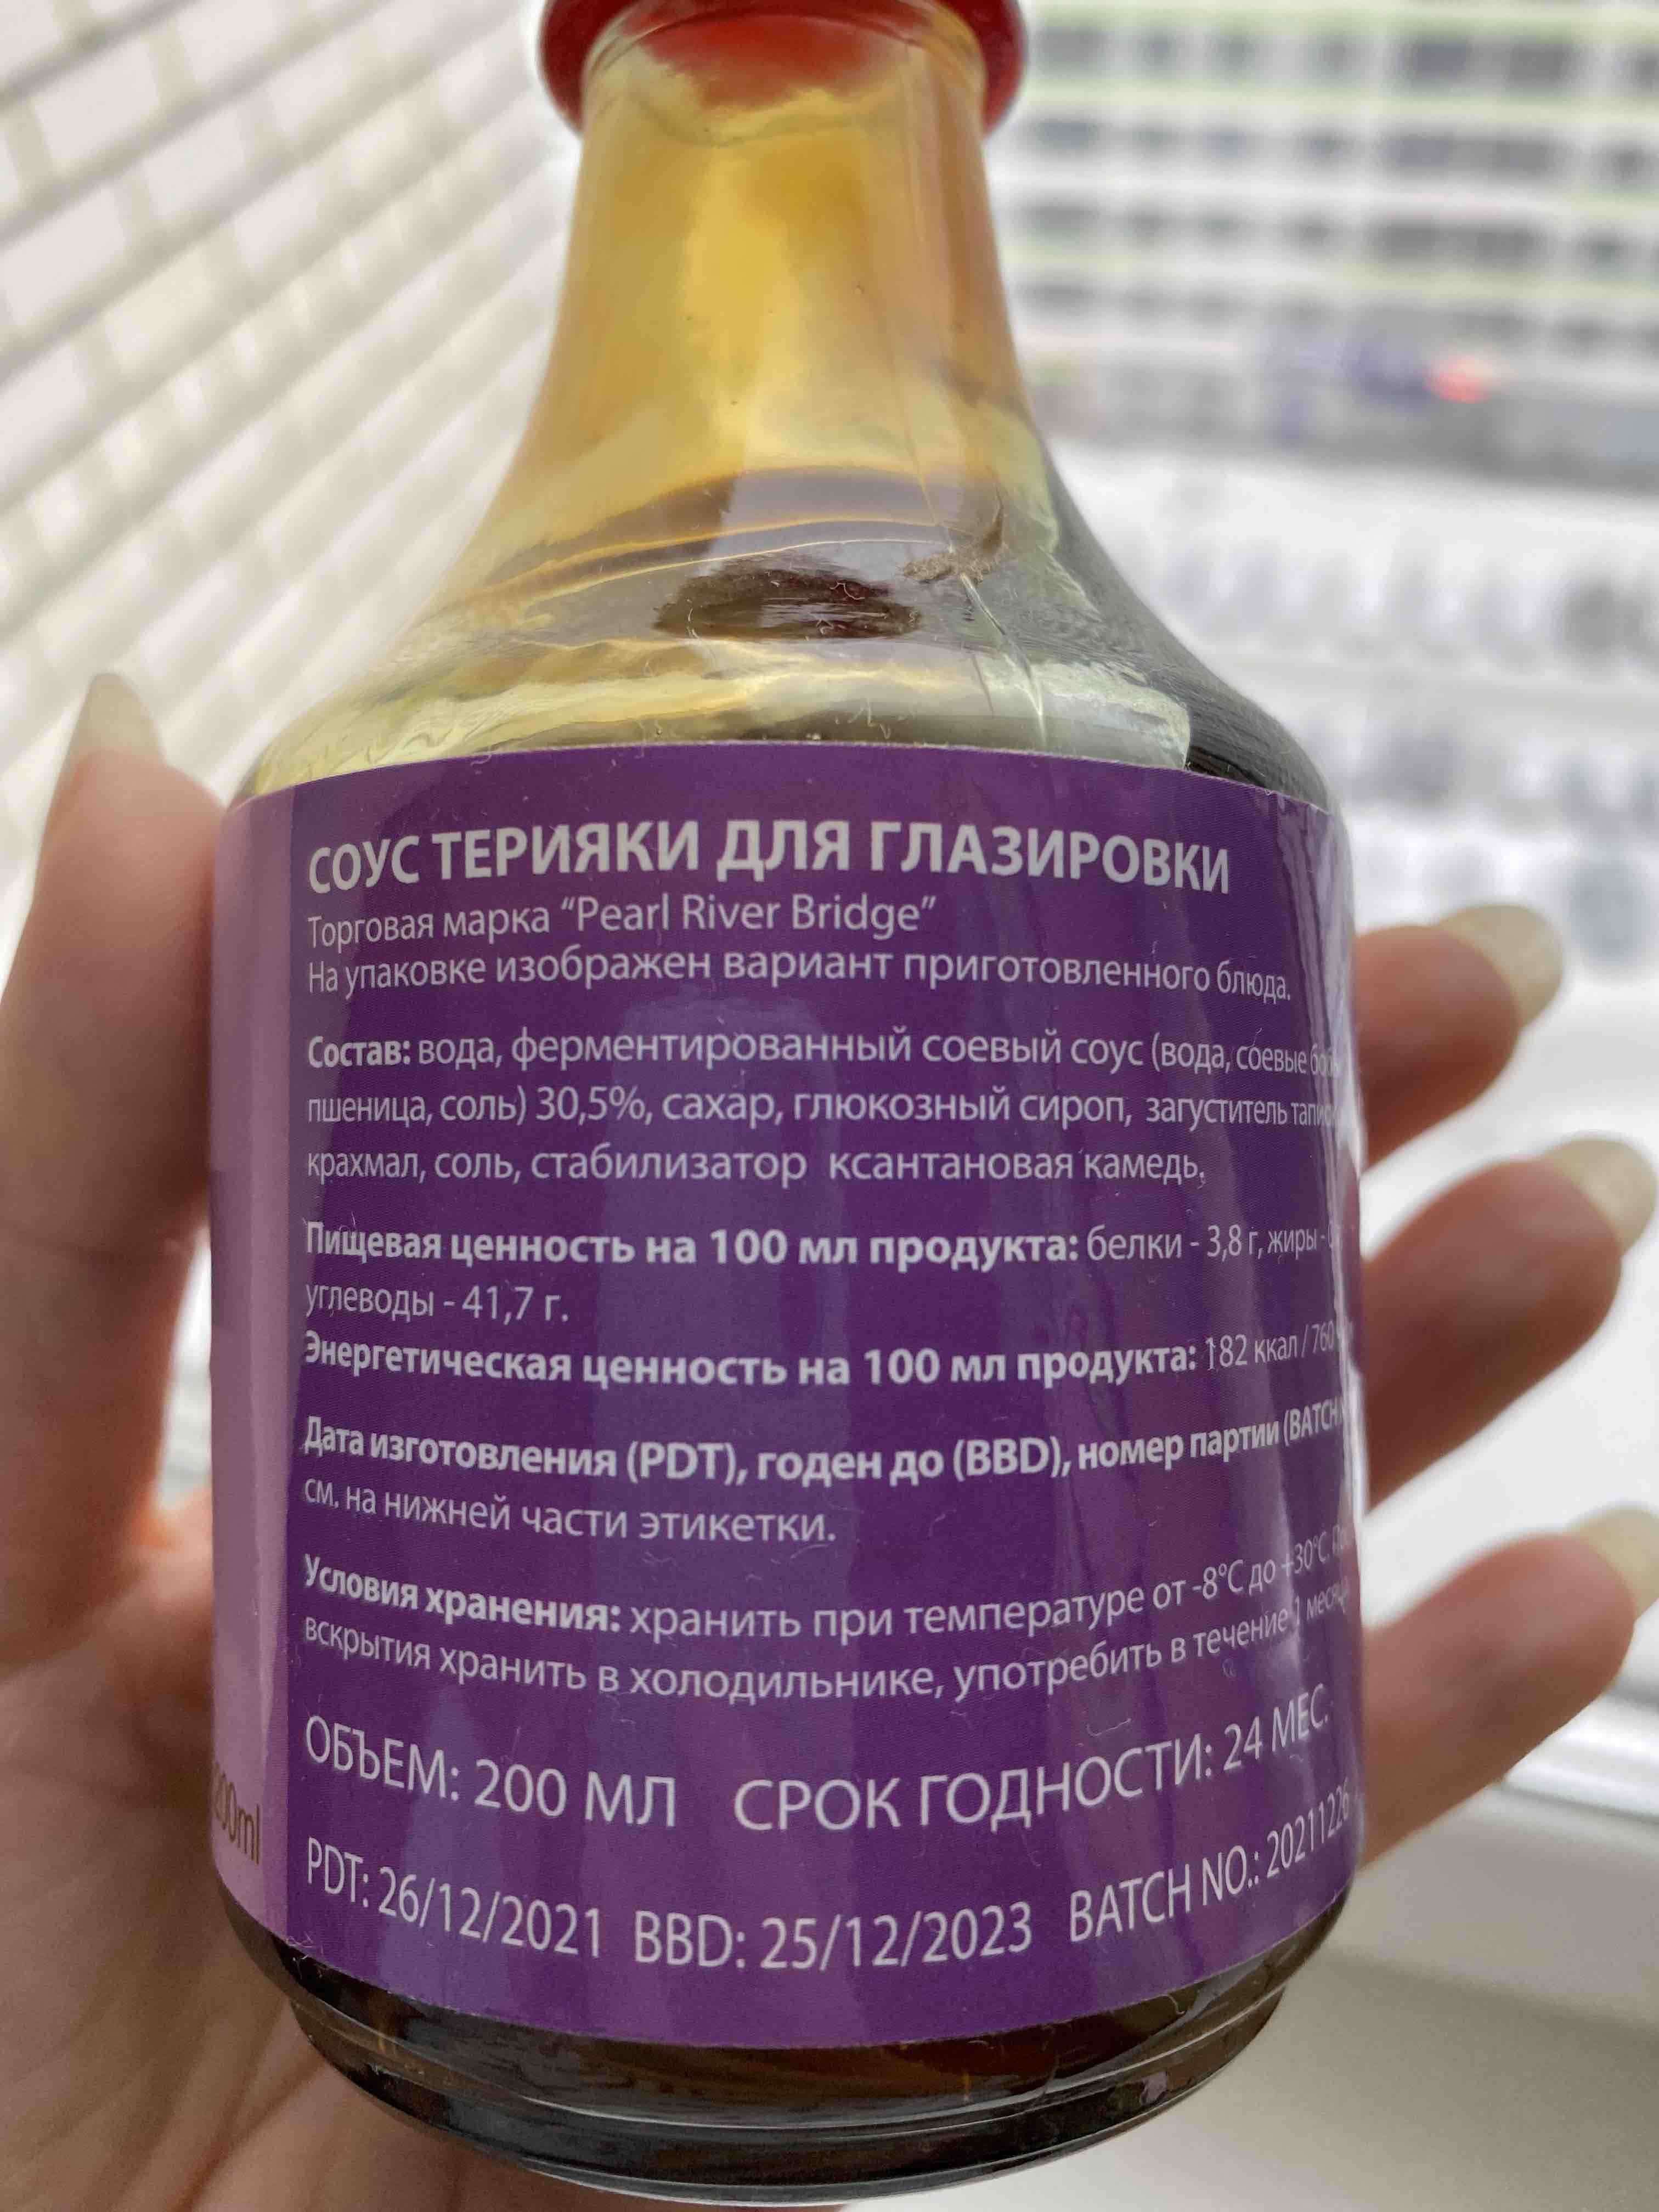 СОУС ТЕРИЯКИ ДЛЯ ГЛАЗИРОВКИ
Торговая марка “Pearl River Bridge”
На упаковке изображен вариант приготовленного блюда.
Состав: вода, ферментированный соевый соус (вода, соевые
пшеница, соль) 30,5%, сахар, глюкозный сироп, загуститель
крахмал, соль, стабилизатор ксантановая камедь.
Пищевая ценность на 100 мл продукта: белки - 3,8 г, жиры -
углеводы - 41,7 г.
Энергетическая ценность на 100 мл продукта: 182 ккал / 760
Дата изготовления (PDT), годен до (BBD), номер партии (BATCH
см. на нижней части этикетки.
Условия хранения: хранить при температуре от -8°C до +30°C.
вскрытия хранить в холодильнике, употребить в течение 1 месяца
ОБЪЕМ: 200 МЛ СРОК ГОДНОСТИ: 24 МЕС.
PDT: 26/12/2021 BBD: 25/12/2023 BATCH NO.: 20211226
200ml